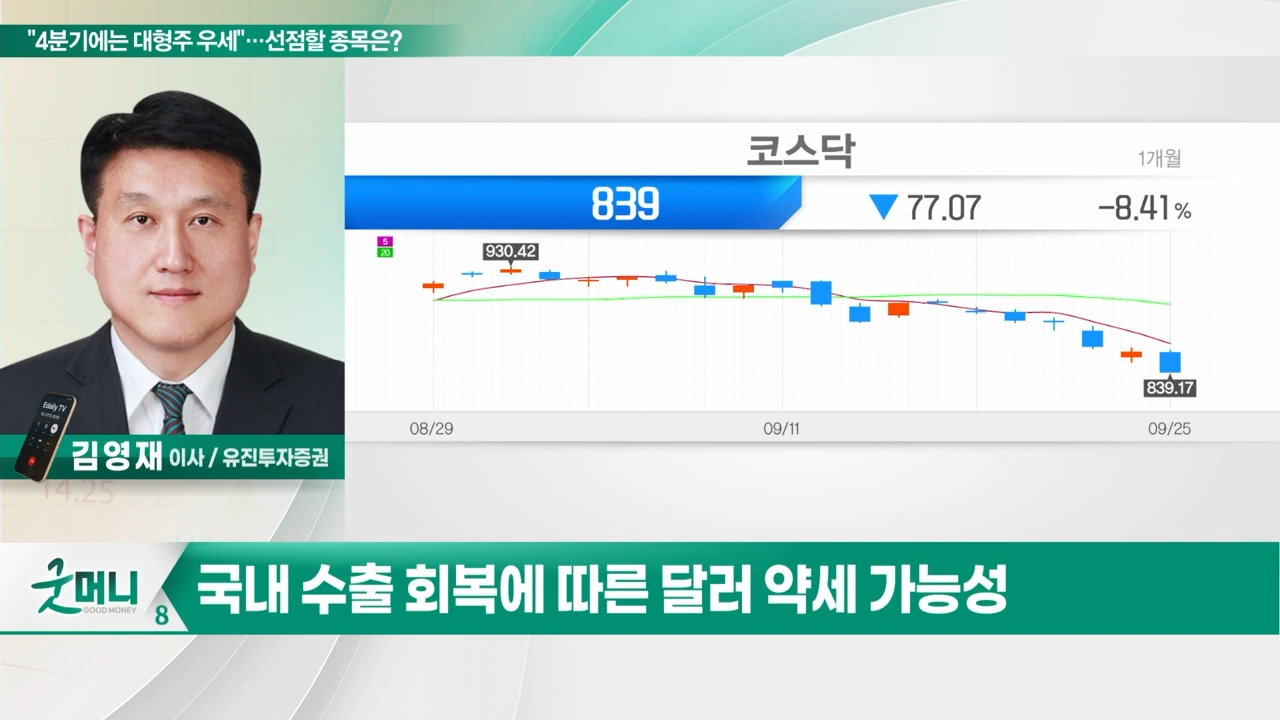 "4분기에는 대형주 우세"…선점할 종목은?
코스닥
1개월
839
▼ 77.07
-8.41%
5
20
930.42
839.17
08/29
09/11
09/25
Edaily TV
김영재 이사 / 유진투자증권
14.25
굿머니
GOOD MONEY
8
국내 수출 회복에 따른 달러 약세 가능성